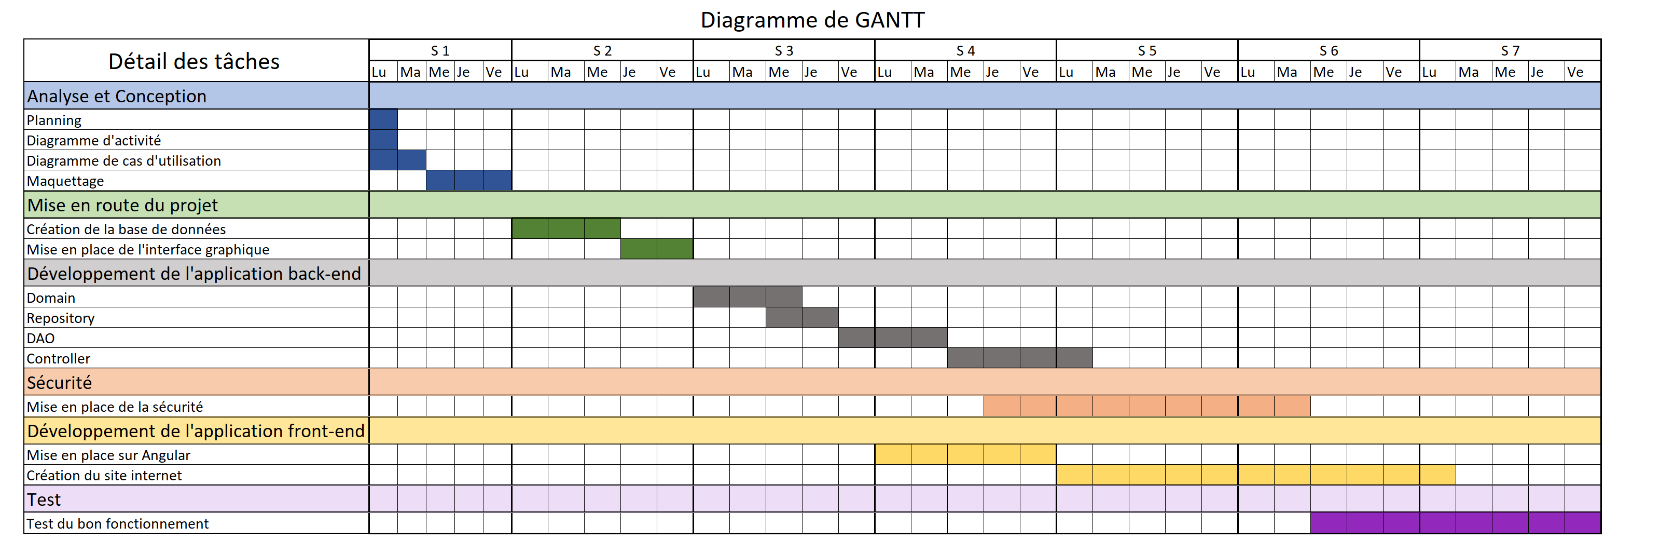 Diagramme de GANTT
Détail des tâches
S 1 S 2 S 3 S 4 S 5 S 6 S 7
Lu Ma Me Je Ve Lu Ma Me Je Ve Lu Ma Me Je Ve Lu Ma Me Je Ve Lu Ma Me Je Ve Lu Ma Me Je Ve Lu Ma Me Je Ve
Analyse et Conception
Planning
Diagramme d'activité
Diagramme de cas d'utilisation
Maquettage
Mise en route du projet
Création de la base de données
Mise en place de l'interface graphique
Développement de l'application back-end
Domain
Repository
DAO
Controller
Sécurité
Mise en place de la sécurité
Développement de l'application front-end
Mise en place sur Angular
Création du site internet
Test
Test du bon fonctionnement